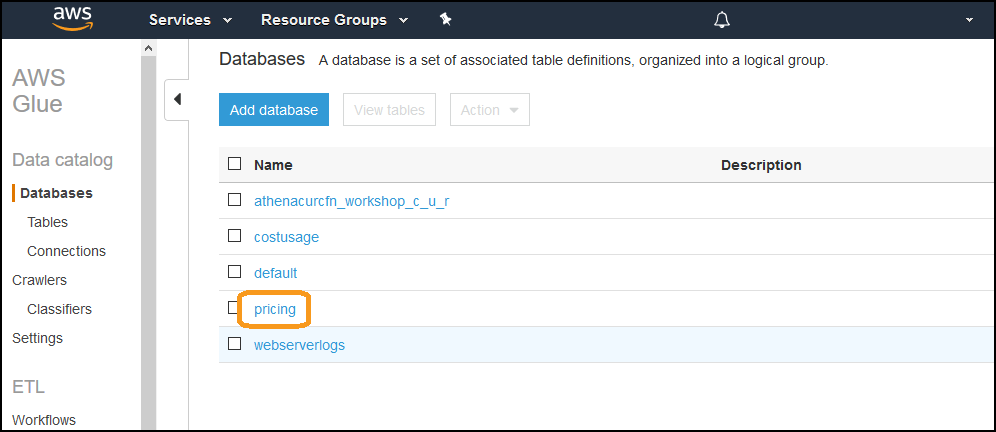 aws Services Resource Groups
AWS
Glue
Data catalog
Databases
Tables
Connections
Crawlers
Classifiers
Settings
ETL
Workflows
Databases A database is a set of associated table definitions, organized into a logical group.
Add database View tables Action
Name Description
athenacurcfn_workshop_c_u_r
costusage
default
pricing
webserverlogs